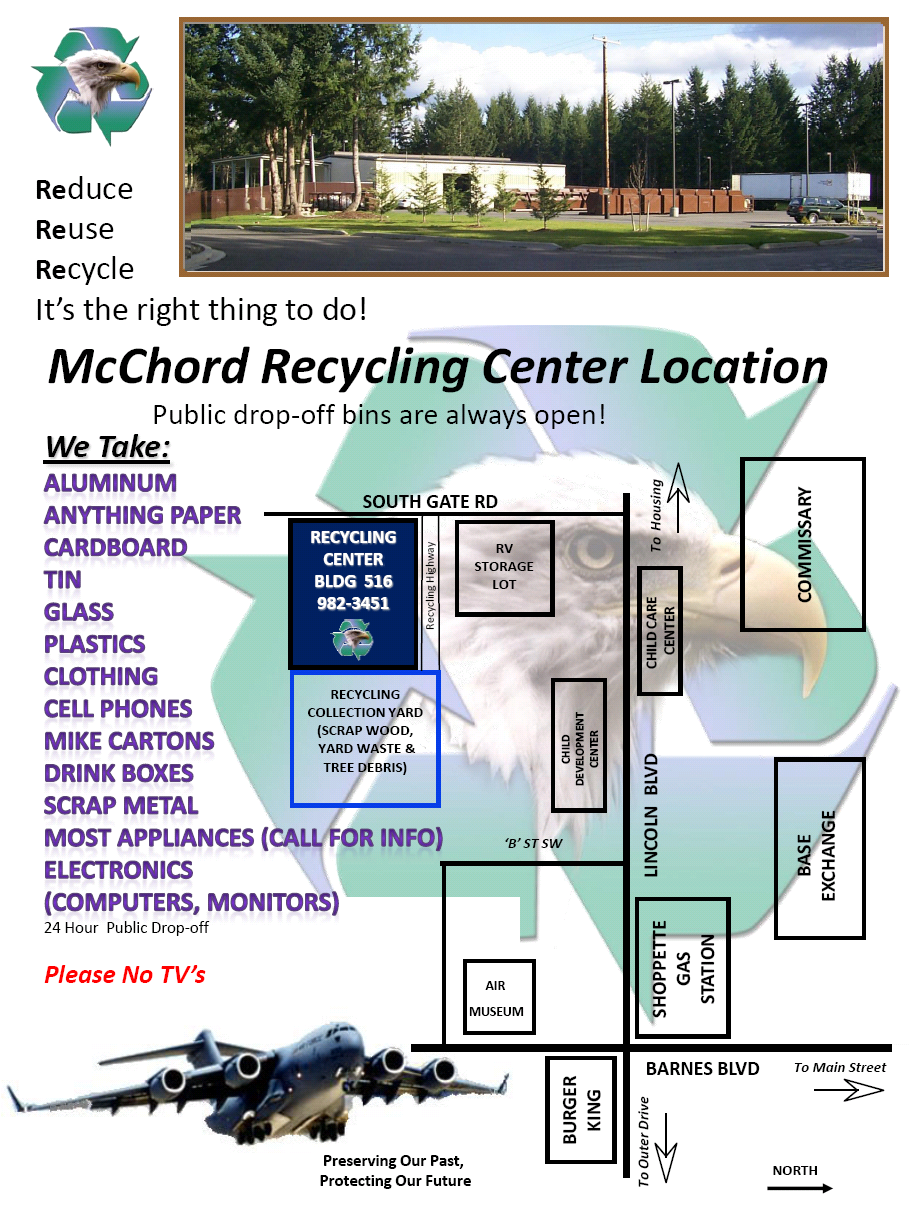 Reduce
Reuse
Recycle
It's the right thing to do!
McChord Recycling Center Location
Public drop-off bins are always open!
We Take:
ALUMINUM
ANYTHING PAPER
CARDBOARD
TIN
GLASS
PLASTICS
CLOTHING
CELL PHONES
MIKE CARTONS
DRINK BOXES
SCRAP METAL
MOST APPLIANCES (CALL FOR INFO)
ELECTRONICS
(COMPUTERS, MONITORS)
24 Hour Public Drop-off
Please No TV's
SOUTH GATE RD
RECYCLING
CENTER
BLDG 516
982-3451
Recycling Highway
RV
STORAGE
LOT
To Housing
COMMISSARY
CHILD CARE
CENTER
RECYCLING
COLLECTION YARD
(SCRAP WOOD,
YARD WASTE &
TREE DEBRIS)
CHILD
DEVELOPMENT
CENTER
LINCOLN BLVD
BASE
EXCHANGE
'B' ST SW
SHOPPETTE
GAS
STATION
AIR
MUSEUM
BARNES BLVD
To Main Street
BURGER
KING
To Outer Drive
Preserving Our Past,
Protecting Our Future
NORTH